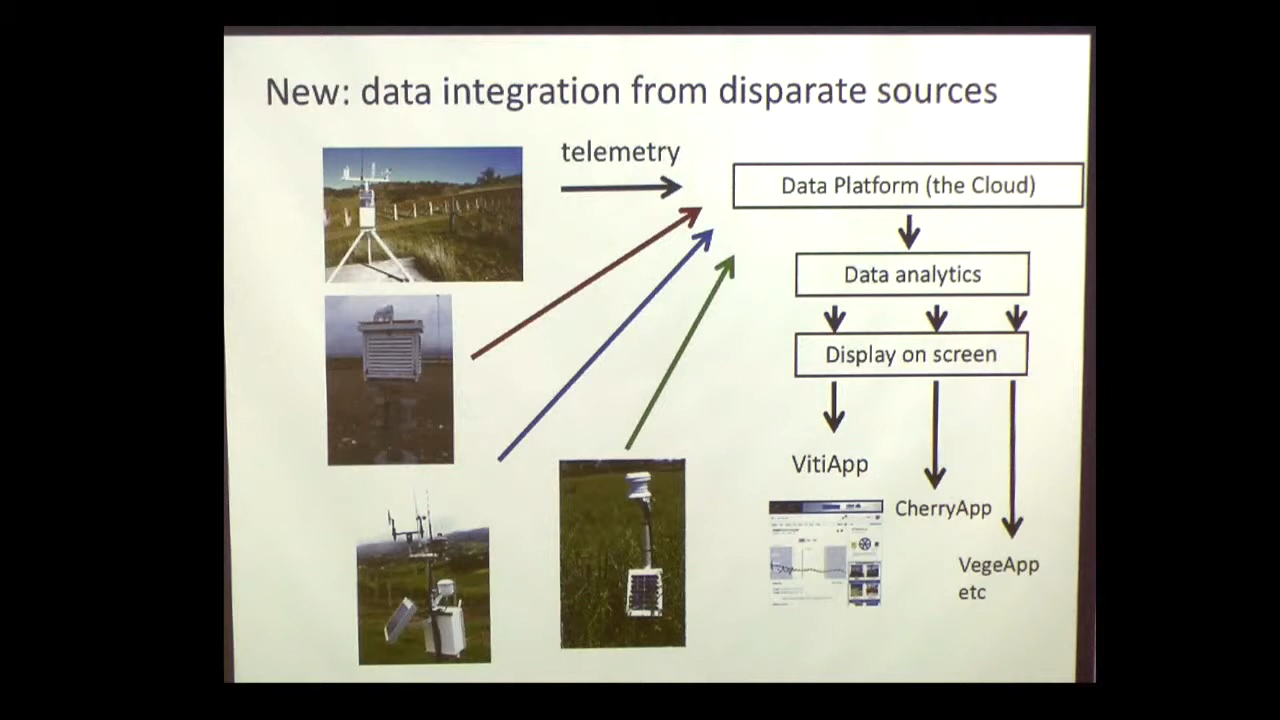 New: data integration from disparate sources
telemetry
Data Platform (the Cloud)
Data analytics
Display on screen
VitiApp
CherryApp
VegeApp
etc